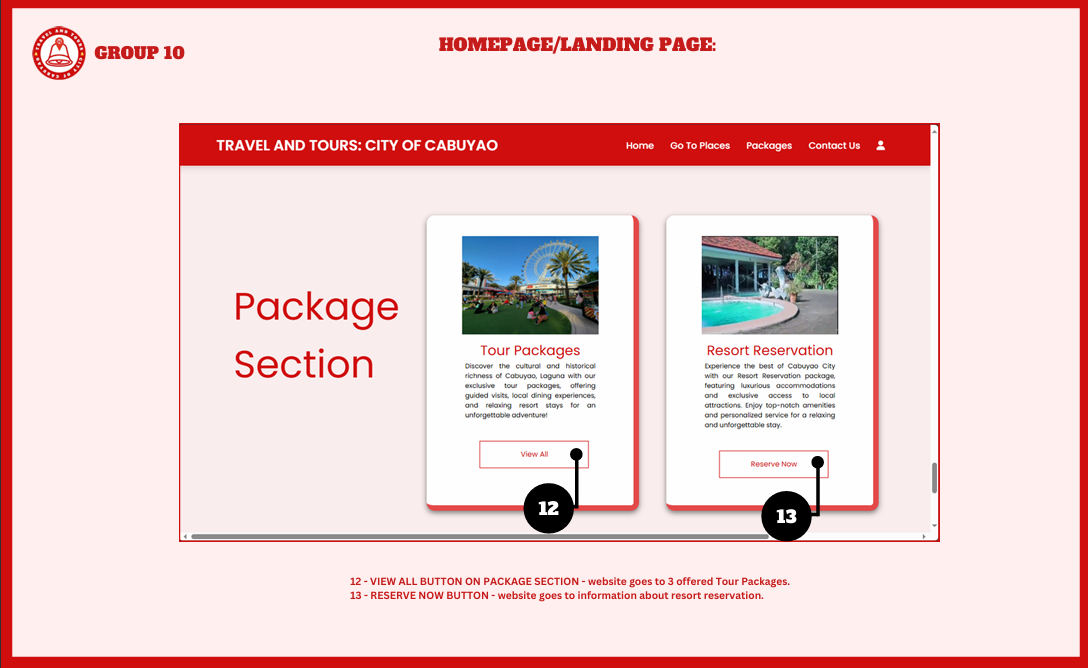 TRAVEL AND TOURS
CITY OF CABUYAO
GROUP 10
HOMEPAGE/LANDING PAGE:
TRAVEL AND TOURS: CITY OF CABUYAO
Home Go To Places Packages Contact Us
Package
Section
Tour Packages
Discover the cultural and historical
richness of Cabuyao, Laguna with our
exclusive tour packages, offering
guided visits, local dining experiences,
and relaxing resort stays for an
unforgettable adventure!
View All
12
Resort Reservation
Experience the best of Cabuyao City
with our Resort Reservation package,
featuring luxurious accommodations
and exclusive access to local
attractions. Enjoy top-notch amenities
and personalized service for a relaxing
and unforgettable stay.
Reserve Now
13
12 - VIEW ALL BUTTON ON PACKAGE SECTION - website goes to 3 offered Tour Packages.
13 - RESERVE NOW BUTTON - website goes to information about resort reservation.